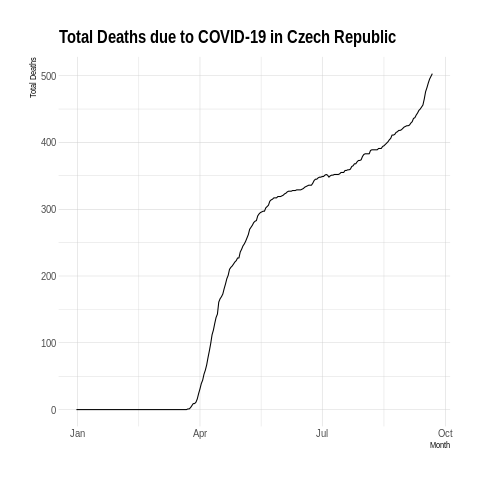 Total Deaths due to COVID-19 in Czech Republic
Total Deaths
500
400
300
200
100
0
Jan Apr Jul Oct
Month